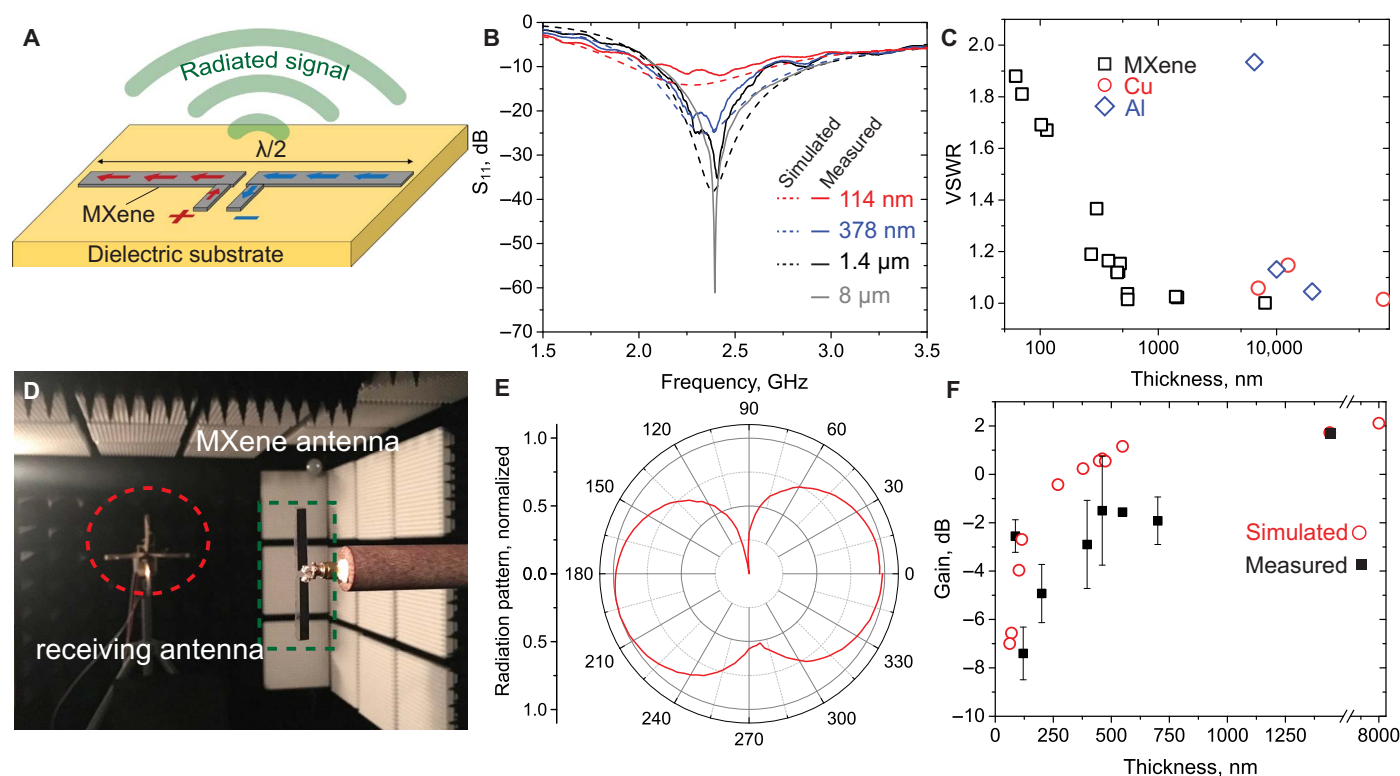 A
Radiated signal
λ/2
MXene
+
−
Dielectric substrate
B
S11, dB
0
−10
−20
−30
−40
−50
−60
−70
1.5
2.0
2.5
3.0
3.5
Frequency, GHz
Simulated
Measured
114 nm
378 nm
1.4 µm
8 µm
C
VSWR
2.0
1.8
1.6
1.4
1.2
1.0
MXene
Cu
Al
100
1000
10,000
Thickness, nm
D
MXene antenna
receiving antenna
E
Radiation pattern, normalized
1.0
0.5
0.0
0.5
1.0
90
120
60
150
30
180
0
210
330
240
300
270
F
Gain, dB
2
0
−2
−4
−6
−8
−10
Simulated
Measured
0
250
500
750
1000
1250
8000
Thickness, nm